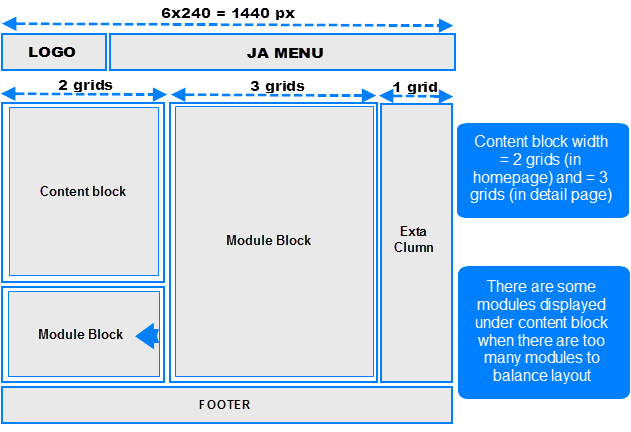 6x240 = 1440 px
LOGO
JA MENU
2 grids
3 grids
1 grid
Content block
Module Block
Module Block
Exta
Clumn
Content block width
= 2 grids (in
homepage) and = 3
grids (in detail page)
There are some
modules displayed
under content block
when there are too
many modules to
balance layout
FOOTER